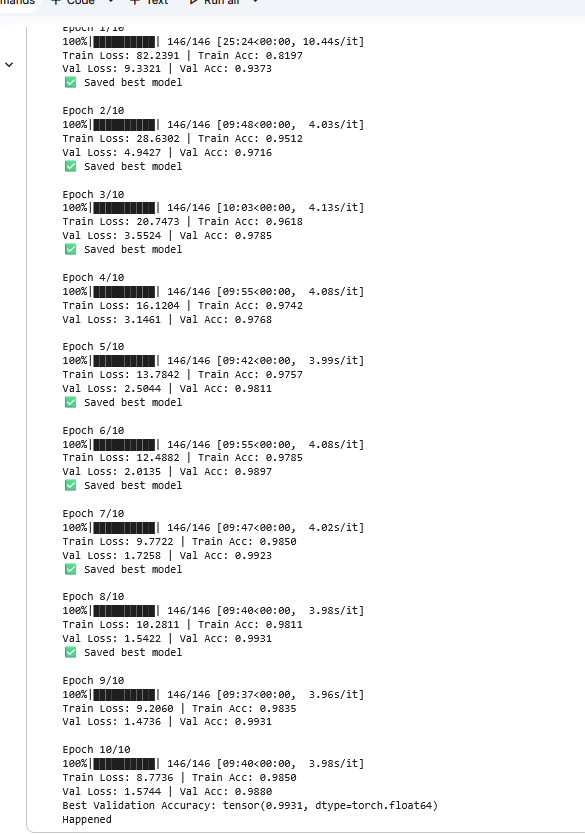 mands + Code + Text Run all
Epoch 1/10
100%|██████████| 146/146 [25:24<00:00, 10.44s/it]
Train Loss: 82.2391 | Train Acc: 0.8197
Val Loss: 9.3321 | Val Acc: 0.9373
✅ Saved best model
Epoch 2/10
100%|██████████| 146/146 [09:48<00:00, 4.03s/it]
Train Loss: 28.6302 | Train Acc: 0.9512
Val Loss: 4.9427 | Val Acc: 0.9716
✅ Saved best model
Epoch 3/10
100%|██████████| 146/146 [10:03<00:00, 4.13s/it]
Train Loss: 20.7473 | Train Acc: 0.9618
Val Loss: 3.5524 | Val Acc: 0.9785
✅ Saved best model
Epoch 4/10
100%|██████████| 146/146 [09:55<00:00, 4.08s/it]
Train Loss: 16.1204 | Train Acc: 0.9742
Val Loss: 3.1461 | Val Acc: 0.9768
Epoch 5/10
100%|██████████| 146/146 [09:42<00:00, 3.99s/it]
Train Loss: 13.7842 | Train Acc: 0.9757
Val Loss: 2.5044 | Val Acc: 0.9811
✅ Saved best model
Epoch 6/10
100%|██████████| 146/146 [09:55<00:00, 4.08s/it]
Train Loss: 12.4882 | Train Acc: 0.9785
Val Loss: 2.0135 | Val Acc: 0.9897
✅ Saved best model
Epoch 7/10
100%|██████████| 146/146 [09:47<00:00, 4.02s/it]
Train Loss: 9.7722 | Train Acc: 0.9850
Val Loss: 1.7258 | Val Acc: 0.9923
✅ Saved best model
Epoch 8/10
100%|██████████| 146/146 [09:40<00:00, 3.98s/it]
Train Loss: 10.2811 | Train Acc: 0.9811
Val Loss: 1.5422 | Val Acc: 0.9931
✅ Saved best model
Epoch 9/10
100%|██████████| 146/146 [09:37<00:00, 3.96s/it]
Train Loss: 9.2060 | Train Acc: 0.9835
Val Loss: 1.4736 | Val Acc: 0.9931
Epoch 10/10
100%|██████████| 146/146 [09:40<00:00, 3.98s/it]
Train Loss: 8.7736 | Train Acc: 0.9850
Val Loss: 1.5744 | Val Acc: 0.9880
Best Validation Accuracy: tensor(0.9931, dtype=torch.float64)
Happened